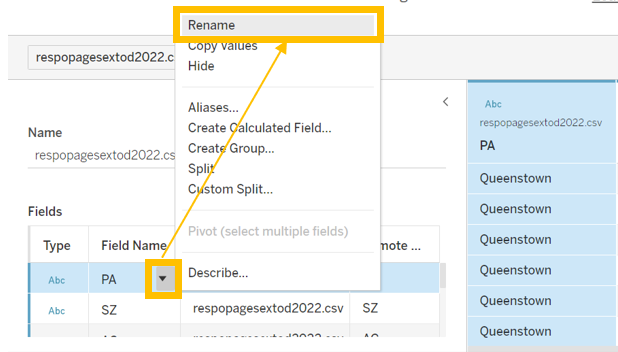 Rename
Copy Values
Hide
respopagesextod2022.c
Aliases...
Create Calculated Field...
Create Group...
Split
Custom Split...
Pivot (select multiple fields)
Describe...
Name
respopagesextod2022.cs
Fields
Type Field Name mote ...
Abc PA
Abc SZ respopagesextod2022.csv SZ
Abc
respopagesextod2022.csv
PA
Queenstown
Queenstown
Queenstown
Queenstown
Queenstown
Queenstown